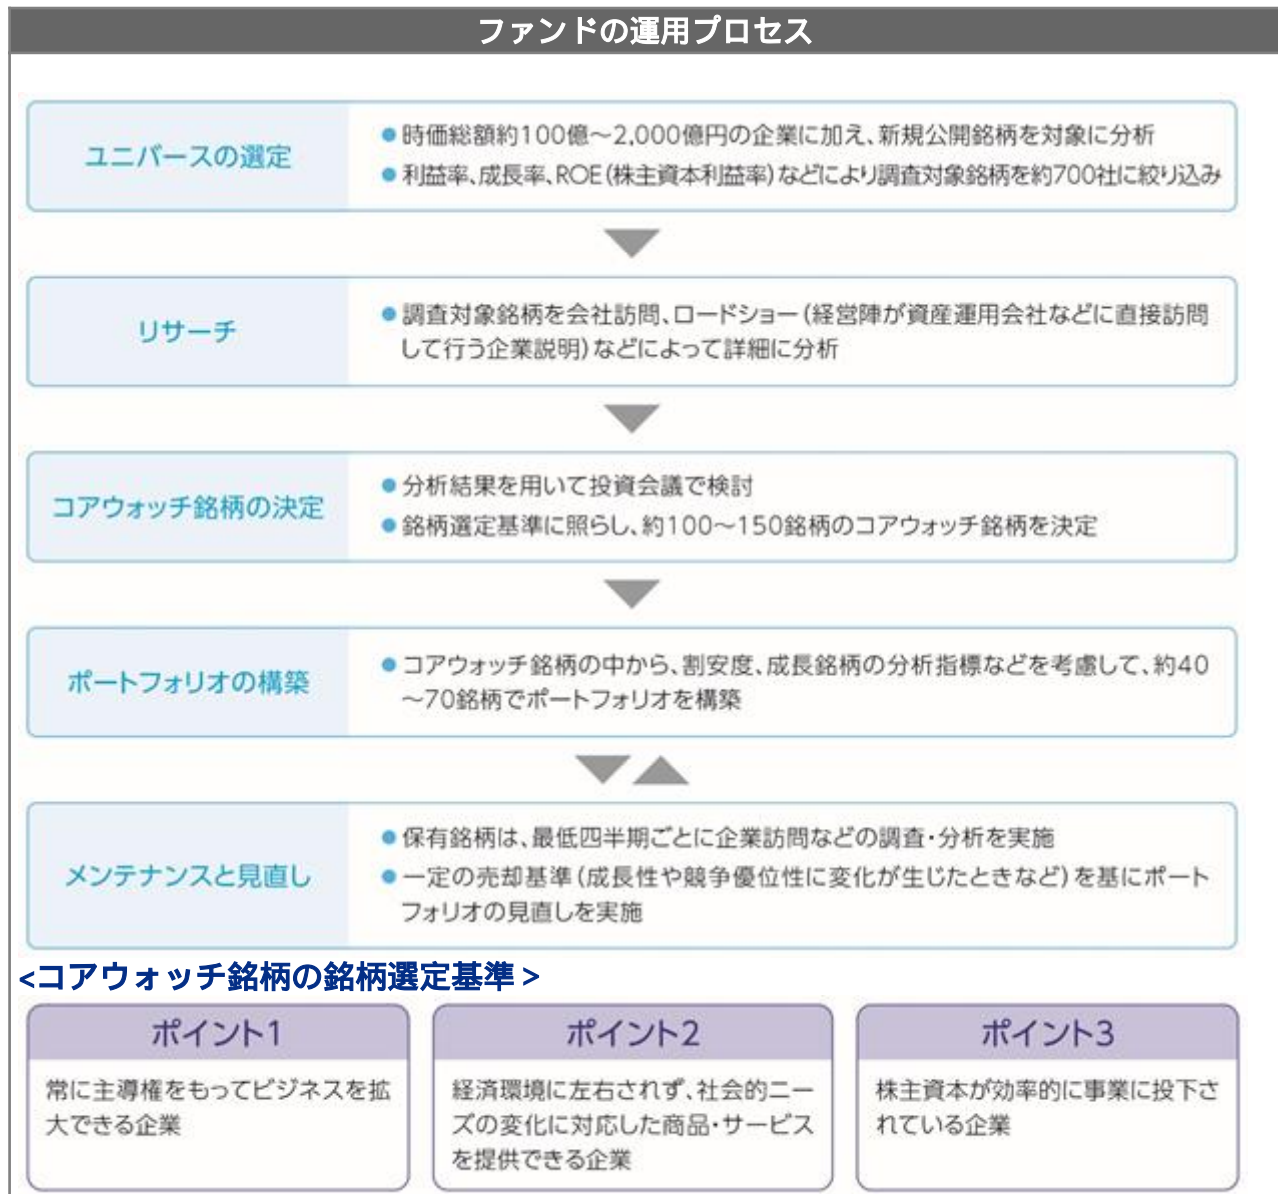 ファンドの運用プロセス
ユニバースの選定
●時価総額約100億～2,000億円の企業に加え、新規公開銘柄を対象に分析
●利益率、成長率、ROE（株主資本利益率）などにより調査対象銘柄を約700社に絞り込み
リサーチ
●調査対象銘柄を会社訪問、ロードショー（経営陣が資産運用会社などに直接訪問
して行う企業説明）などによって詳細に分析
コアウォッチ銘柄の決定
●分析結果を用いて投資会議で検討
●銘柄選定基準に照らし、約100～150銘柄のコアウォッチ銘柄を決定
ポートフォリオの構築
●コアウォッチ銘柄の中から、割安度、成長銘柄の分析指標などを考慮して、約40
～70銘柄でポートフォリオを構築
メンテナンスと見直し
●保有銘柄は、最低四半期ごとに企業訪問などの調査・分析を実施
●一定の売却基準（成長性や競争優位性に変化が生じたときなど）を基にポート
フォリオの見直しを実施
<コアウォッチ銘柄の銘柄選定基準>
ポイント1
常に主導権をもってビジネスを拡
大できる企業
ポイント2
経済環境に左右されず、社会的ニー
ズの変化に対応した商品・サービス
を提供できる企業
ポイント3
株主資本が効率的に事業に投下さ
れている企業